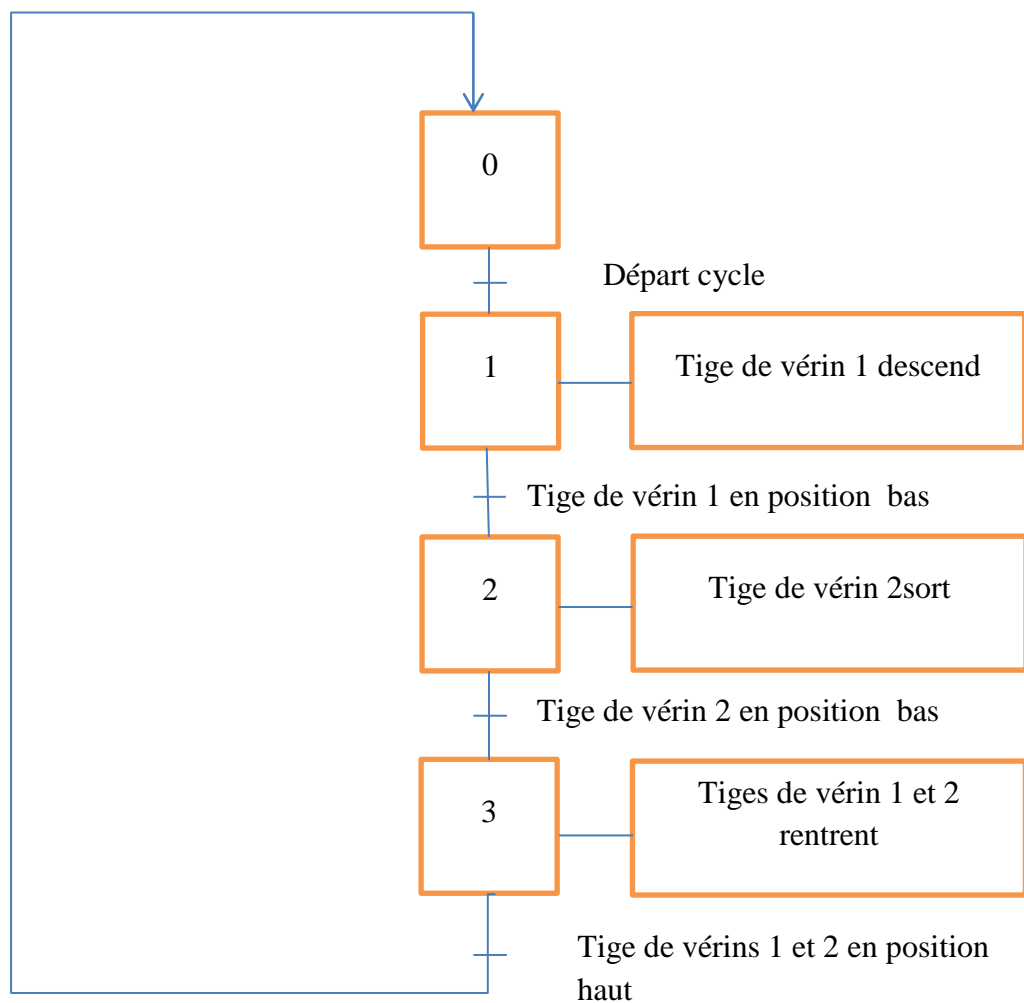 0
Départ cycle
1
Tige de vérin 1 descend
Tige de vérin 1 en position bas
2
Tige de vérin 2sort
Tige de vérin 2 en position bas
3
Tiges de vérin 1 et 2
rentrent
Tige de vérins 1 et 2 en position
haut